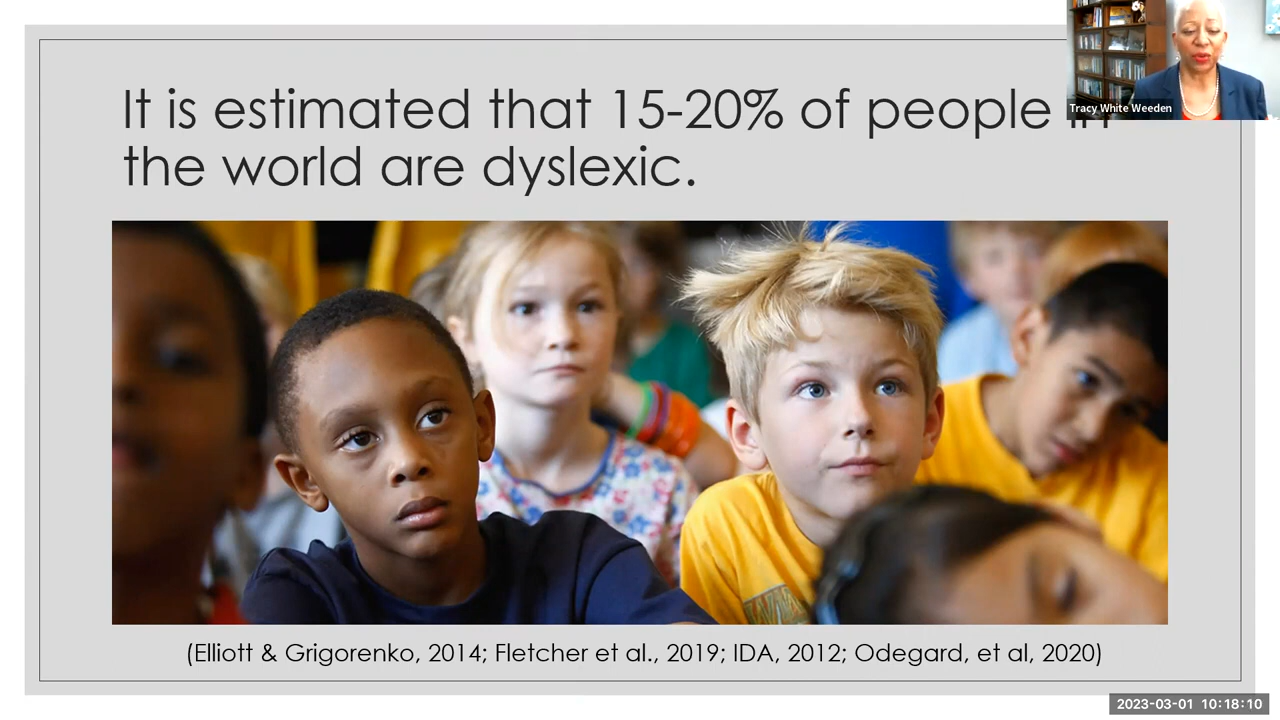 It is estimated that 15-20% of people in
the world are dyslexic.
Tracy White Weeden
(Elliott & Grigorenko, 2014; Fletcher et al., 2019; IDA, 2012; Odegard, et al, 2020)
2023-03-01 10:18:10